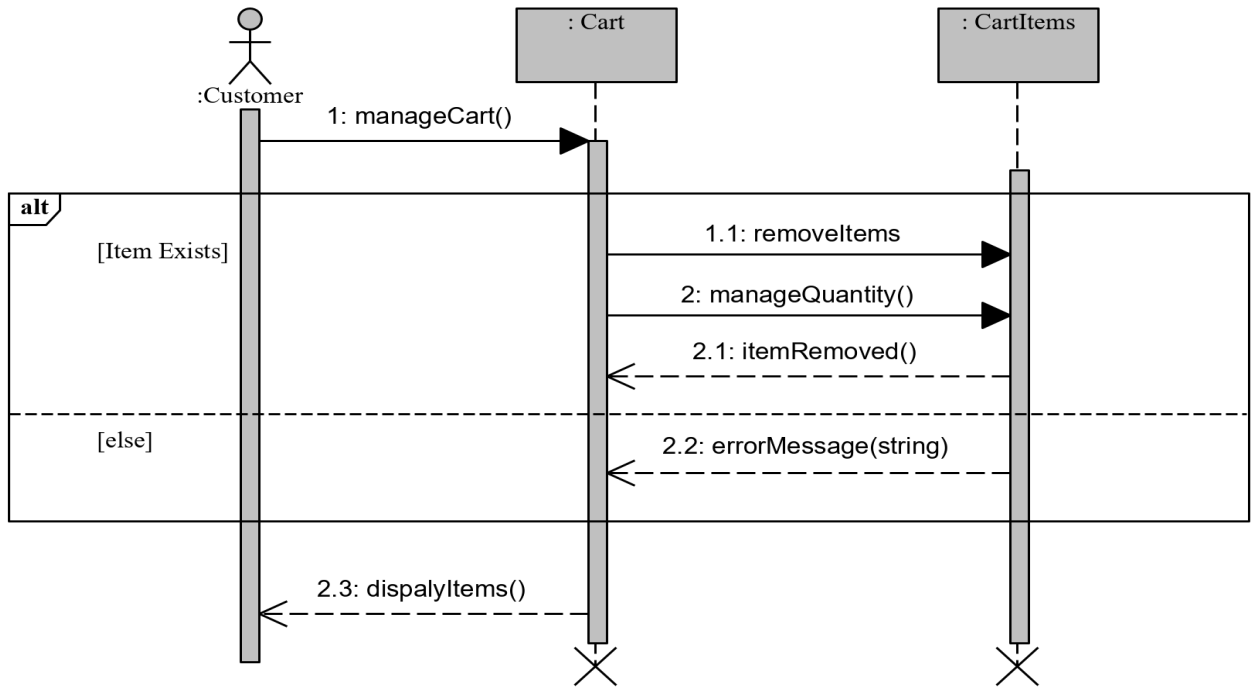 : Cart
: CartItems
:Customer
1: manageCart()
alt
[Item Exists]
1.1: removeItems
2: manageQuantity()
2.1: itemRemoved()
[else]
2.2: errorMessage(string)
2.3: dispalyItems()